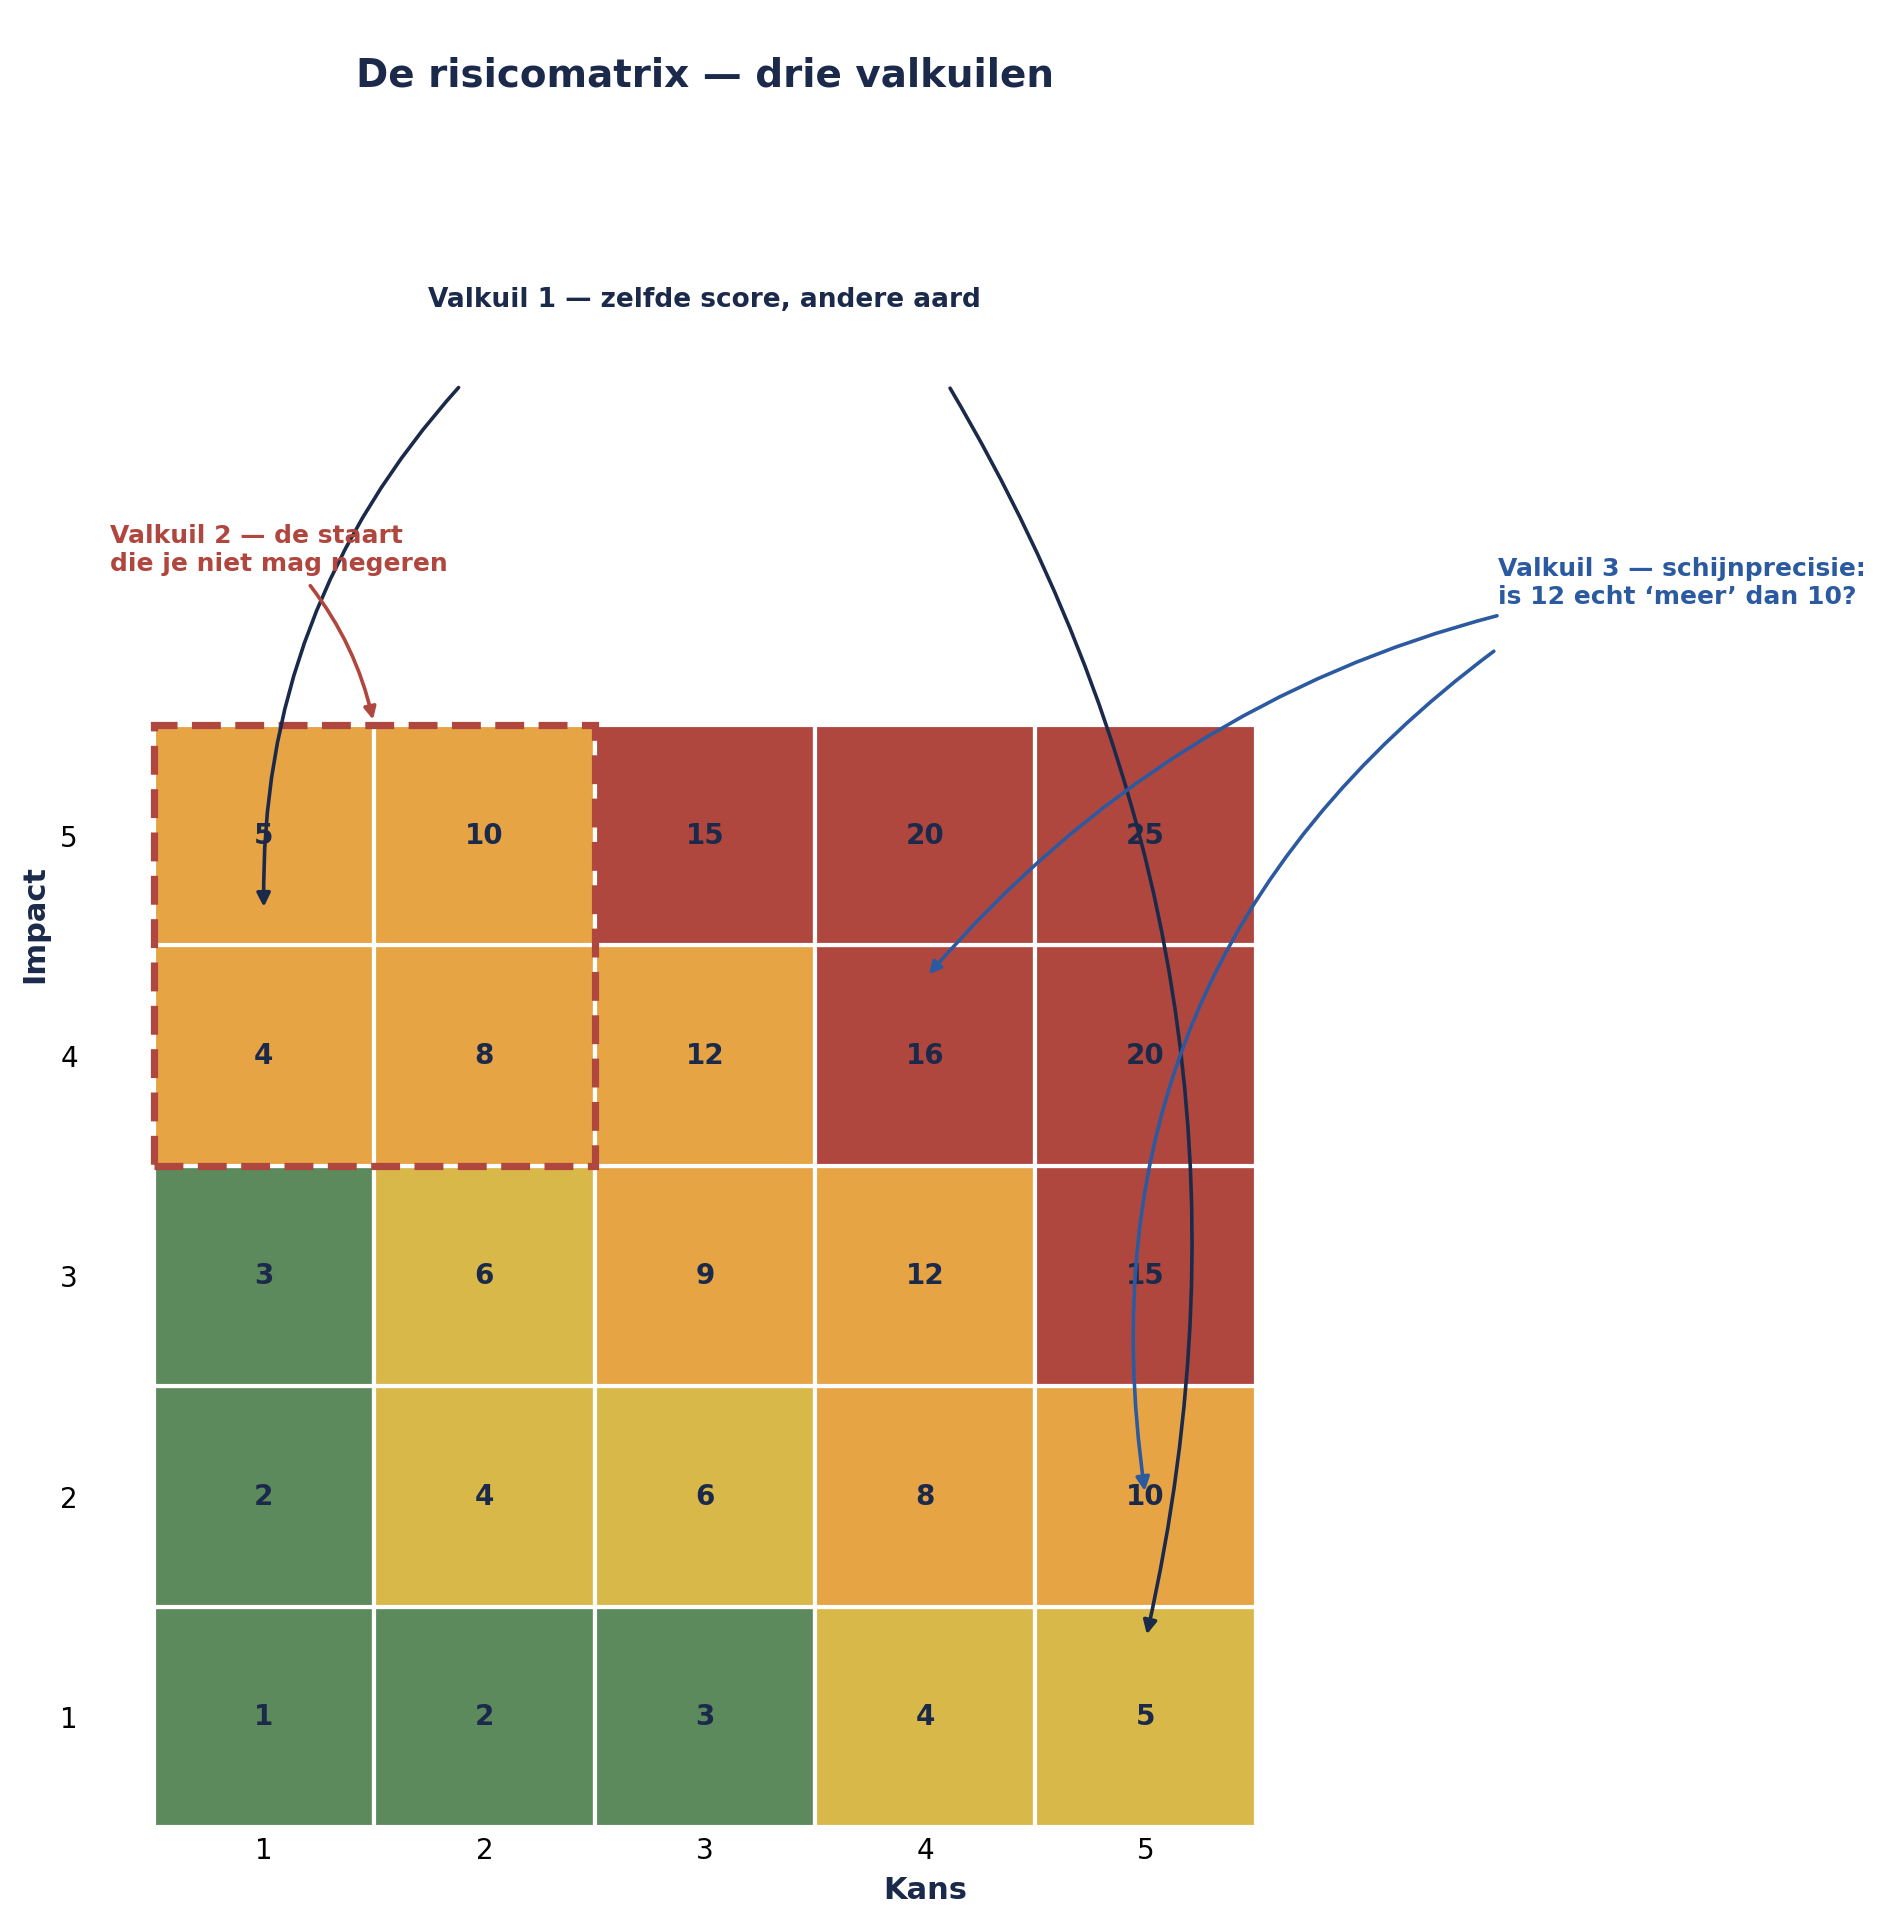 De risicomatrix — drie valkuilen
Valkuil 1 — zelfde score, andere aard
Valkuil 2 — de staart
die je niet mag negeren
Valkuil 3 — schijnprecisie:
is 12 echt ‘meer’ dan 10?
Impact
5 5 10 15 20 25
4 4 8 12 16 20
3 3 6 9 12 15
2 2 4 6 8 10
1 1 2 3 4 5
1 2 3 4 5
Kans